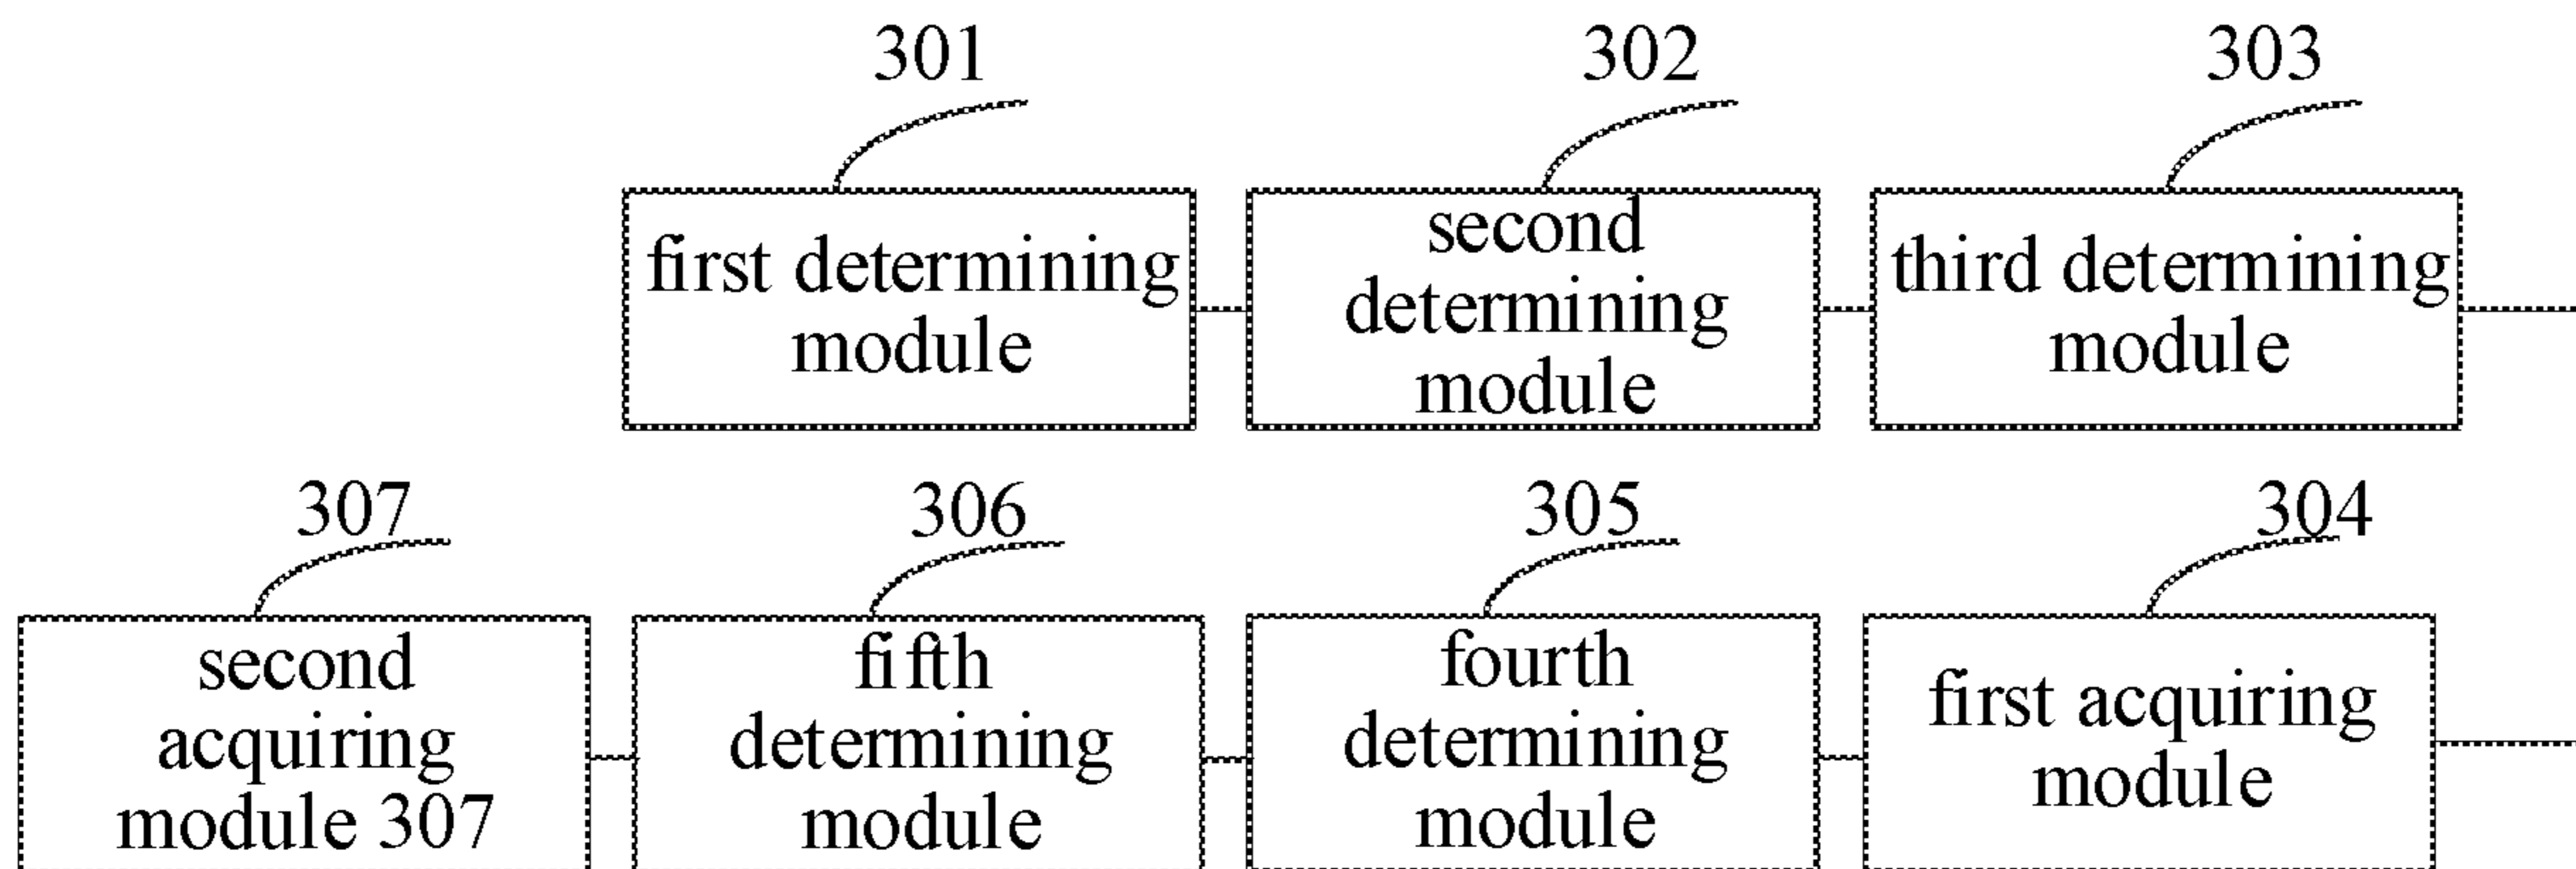 301
302
303
first determining
module
second
determining
module
third determining
module
307
306
305
304
second
acquiring
module 307
fifth
determining
module
fourth
determining
module
first acquiring
module